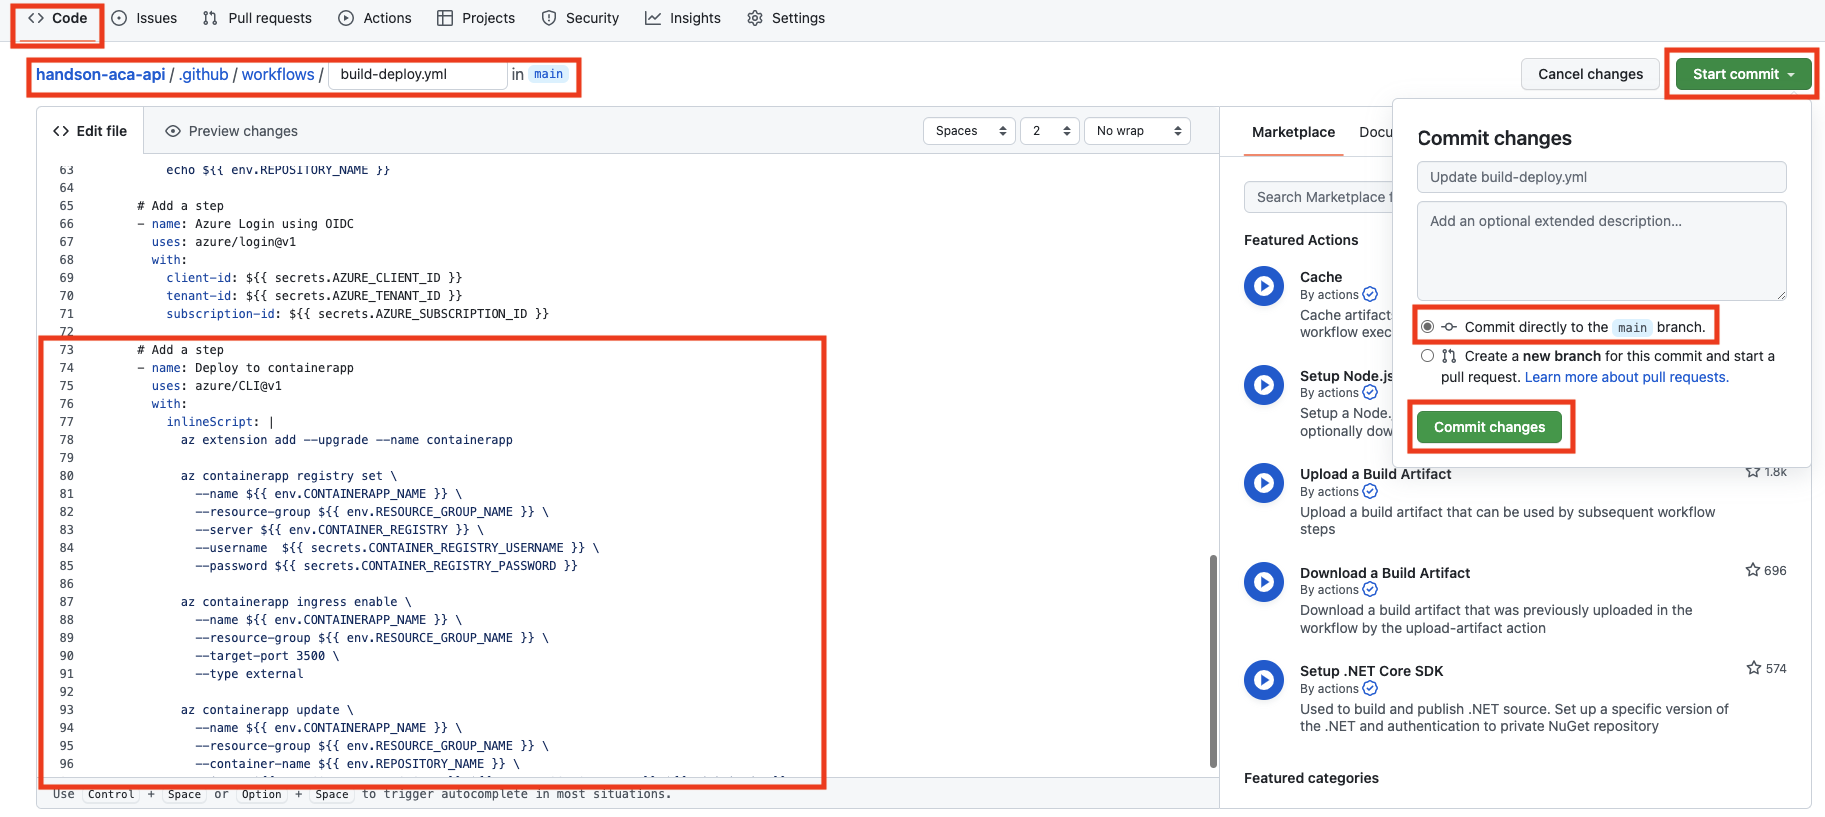 Code
Issues
Pull requests
Actions
Projects
Security
Insights
Settings
handson-aca-api / .github / workflows / build-deploy.yml in main
Cancel changes
Start commit
Edit file
Preview changes
Spaces
2
No wrap
63 echo ${{ env.REPOSITORY_NAME }}
64
65 # Add a step
66 - name: Azure Login using OIDC
67 uses: azure/login@v1
68 with:
69 client-id: ${{ secrets.AZURE_CLIENT_ID }}
70 tenant-id: ${{ secrets.AZURE_TENANT_ID }}
71 subscription-id: ${{ secrets.AZURE_SUBSCRIPTION_ID }}
72
73 # Add a step
74 - name: Deploy to containerapp
75 uses: azure/CLI@v1
76 with:
77 inlineScript: |
78 az extension add --upgrade --name containerapp
79
80 az containerapp registry set \
81 --name ${{ env.CONTAINERAPP_NAME }} \
82 --resource-group ${{ env.RESOURCE_GROUP_NAME }} \
83 --server ${{ env.CONTAINER_REGISTRY }} \
84 --username  ${{ secrets.CONTAINER_REGISTRY_USERNAME }} \
85 --password ${{ secrets.CONTAINER_REGISTRY_PASSWORD }}
86
87 az containerapp ingress enable \
88 --name ${{ env.CONTAINERAPP_NAME }} \
89 --resource-group ${{ env.RESOURCE_GROUP_NAME }} \
90 --target-port 3500 \
91 --type external
92
93 az containerapp update \
94 --name ${{ env.CONTAINERAPP_NAME }} \
95 --resource-group ${{ env.RESOURCE_GROUP_NAME }} \
96 --container-name ${{ env.REPOSITORY_NAME }} \
Use Control + Space or Option + Space to trigger autocomplete in most situations.
Marketplace
Docu
Search Marketplace f
Featured Actions
Cache
By actions
Cache artifacts
workflow exec
Setup Node.js
By actions
Setup a Node.
optionally dow
Upload a Build Artifact
1.8k
By actions
Upload a build artifact that can be used by subsequent workflow
steps
Download a Build Artifact
696
By actions
Download a build artifact that was previously uploaded in the
workflow by the upload-artifact action
Setup .NET Core SDK
574
By actions
Used to build and publish .NET source. Set up a specific version of
the .NET and authentication to private NuGet repository
Featured categories
Commit changes
Update build-deploy.yml
Add an optional extended description...
Commit directly to the main branch.
Create a new branch for this commit and start a
pull request. Learn more about pull requests.
Commit changes